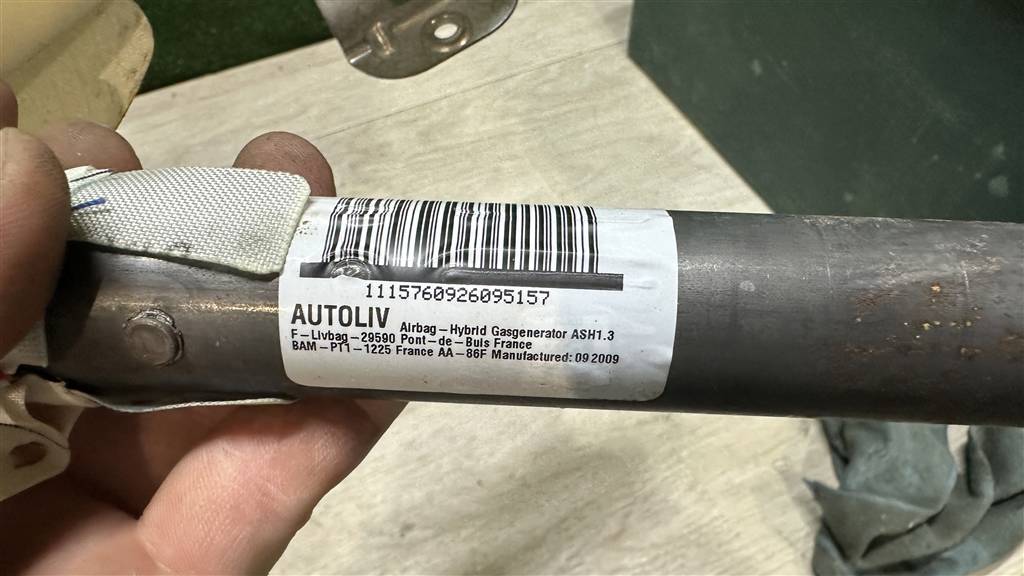 1115760926095157
AUTOLIV Airbag-Hybrid Gasgenerator ASH1.3
F-Livbag-29590 Pont-de-Buis France
BAM-PT1-1225 France AA-86F Manufactured: 09 2009